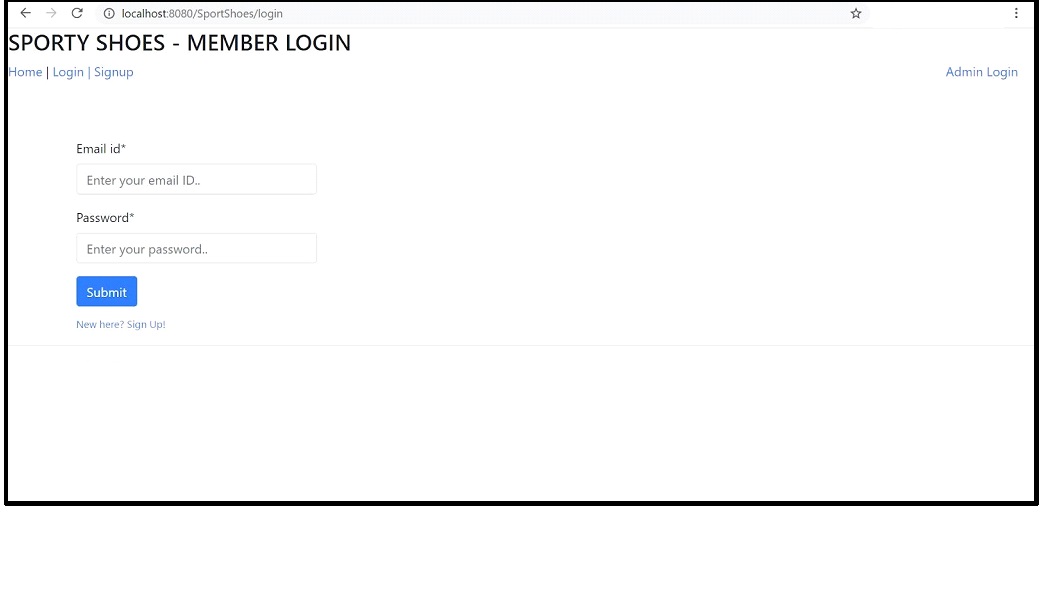 localhost:8080/SportShoes/login
SPORTY SHOES - MEMBER LOGIN
Home | Login | Signup Admin Login
Email id*
Enter your email ID..
Password*
Enter your password..
Submit
New here? Sign Up!